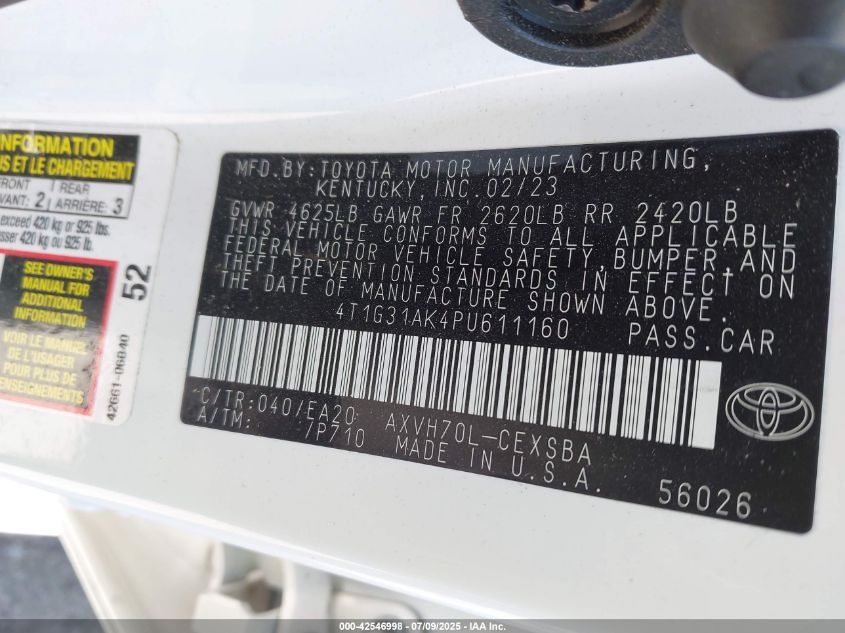 INFORMATION
US ET LE CHARGEMENT
FRONT | REAR
AVANT: 2 | ARRIÈRE: 3
exceed 420 kg or 925 lbs.
sser 420 kg ou 925 lb.
SEE OWNER'S
MANUAL FOR
ADDITIONAL
INFORMATION
VOIR LE MANUEL
DE L'USAGER
POUR PLUS DE
RENSEIGNEMENTS
52
42661-06B40
MFD.BY:TOYOTA MOTOR MANUFACTURING,
KENTUCKY, INC. 02/23
GVWR 4625LB GAWR FR 2620LB RR 2420LB
THIS VEHICLE CONFORMS TO ALL APPLICABLE
FEDERAL MOTOR VEHICLE SAFETY, BUMPER, AND
THEFT PREVENTION STANDARDS IN EFFECT ON
THE DATE OF MANUFACTURE SHOWN ABOVE.
4T1G31AK4PU611160 PASS.CAR
C/TR:040/EA20 AXVH70L-CEXSBA
A/TM: /P710 MADE IN U.S.A.
56026
000-42546998 - 07/09/2025 - IAA Inc.